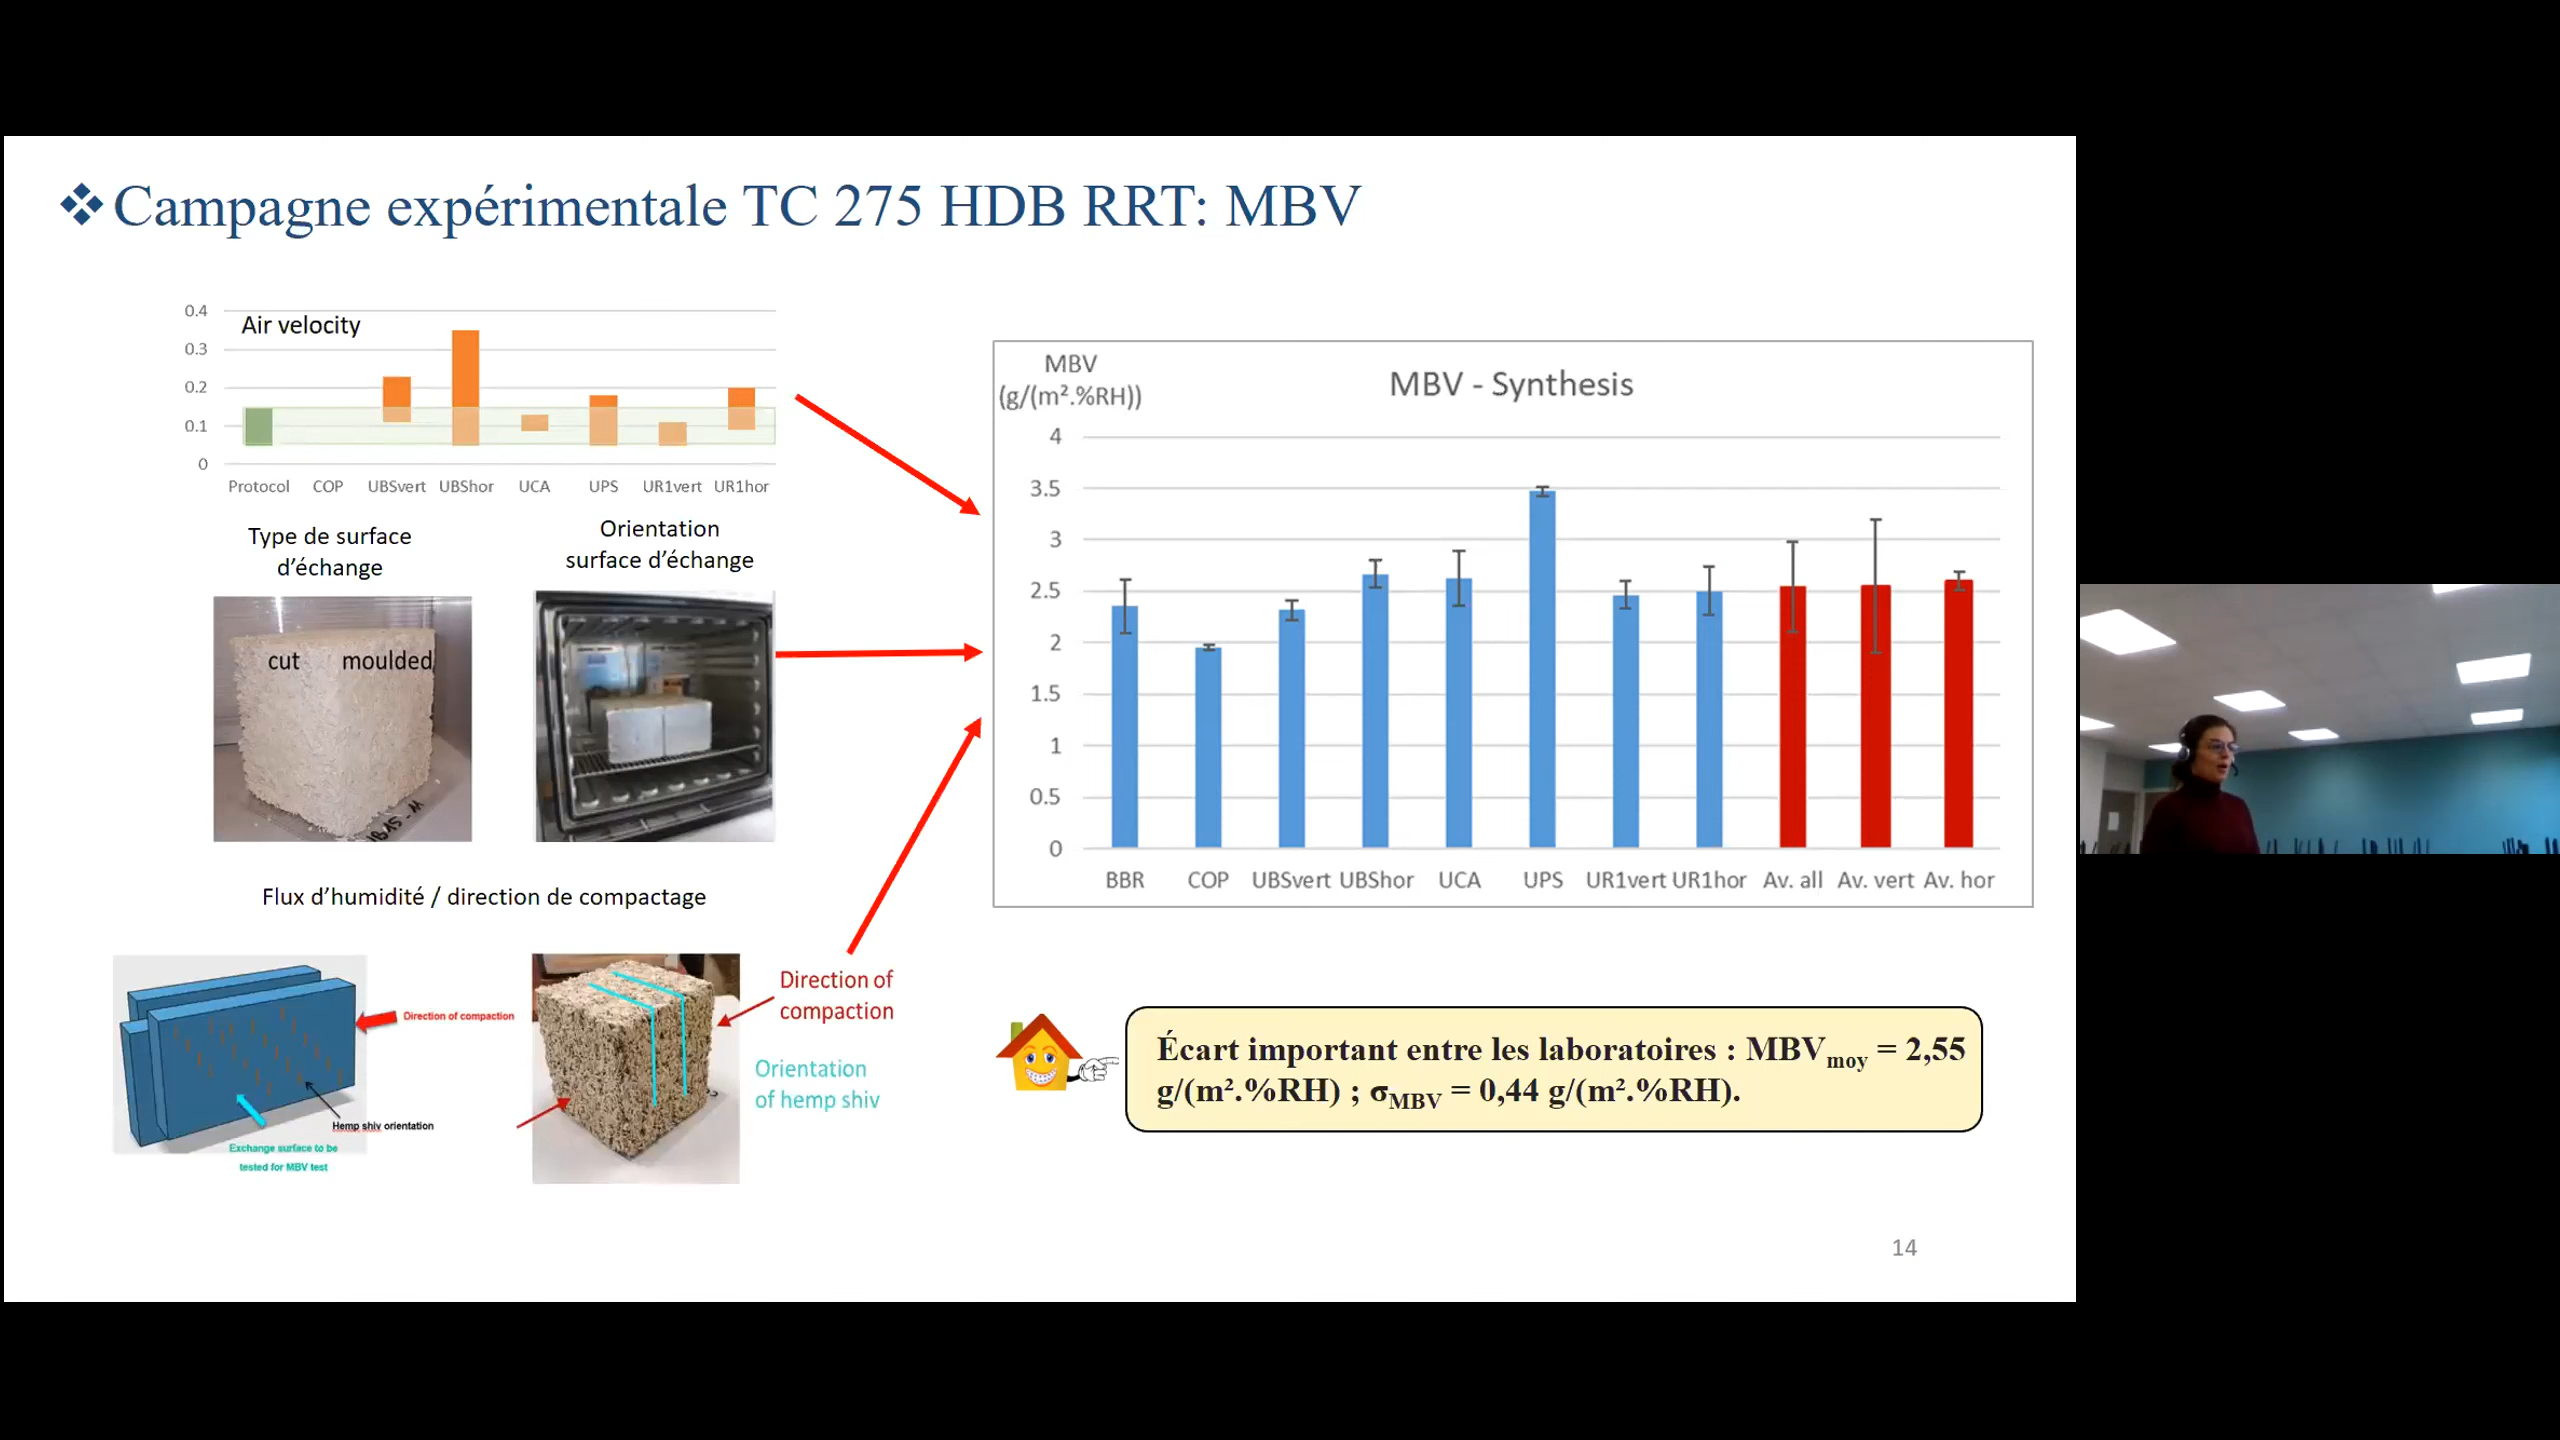 ❖Campagne expérimentale TC 275 HDB RRT: MBV
Air velocity
0.4
0.3
0.2
0.1
0
Protocol COP UBSvert UBShor UCA UPS UR1vert UR1hor
Type de surface
d’échange
Orientation
surface d’échange
cut moulded
Flux d’humidité / direction de compactage
Direction of compaction
Hemp shiv orientation
Exchange surface to be
tested for MBV test
Direction of
compaction
Orientation
of hemp shiv
MBV
(g/(m².%RH))
MBV - Synthesis
4
3.5
3
2.5
2
1.5
1
0.5
0
BBR COP UBSvert UBShor UCA UPS UR1vert UR1hor Av. all Av. vert Av. hor
Écart important entre les laboratoires : MBVmoy = 2,55
g/(m².%RH) ; σMBV = 0,44 g/(m².%RH).
14